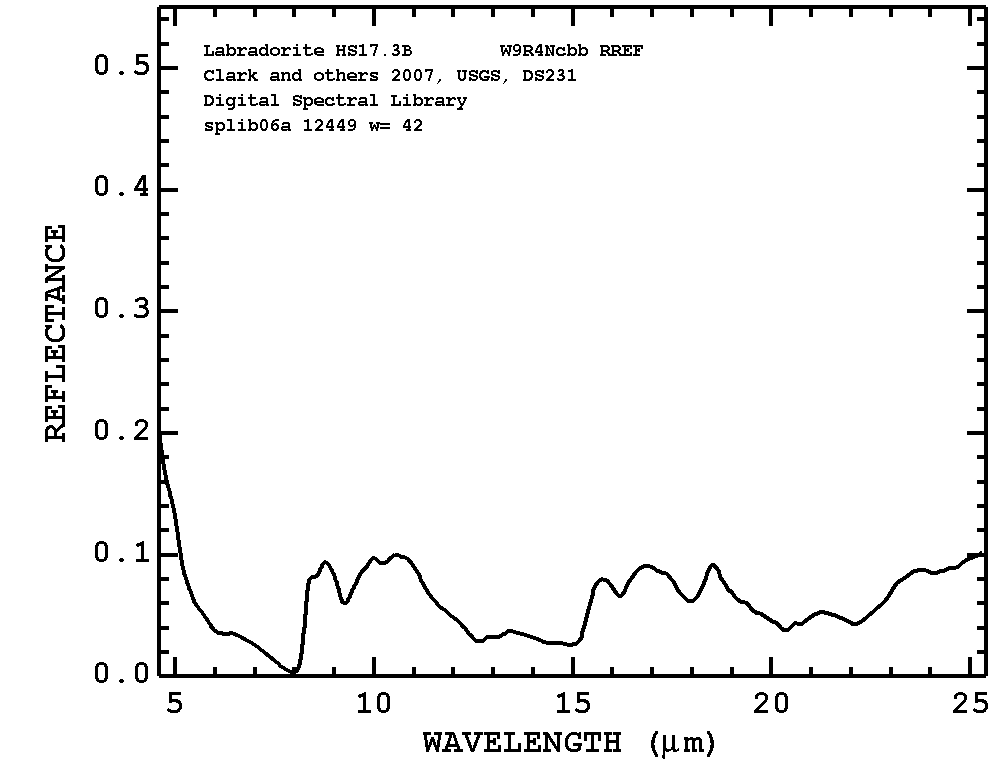 Labradorite HS17.3B W9R4Ncbb RREF
Clark and others 2007, USGS, DS231
Digital Spectral Library
splib06a 12449 w= 42
0.5
0.4
0.3
0.2
0.1
0.0
REFLECTANCE
5 10 15 20 25
WAVELENGTH (μm)